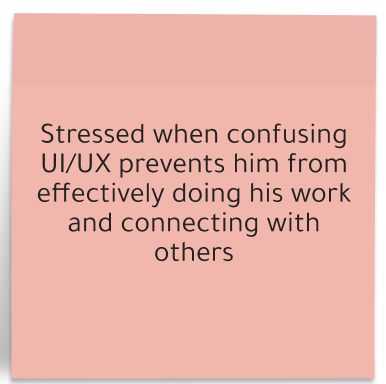 Stressed when confusing
UI/UX prevents him from
effectively doing his work
and connecting with
others